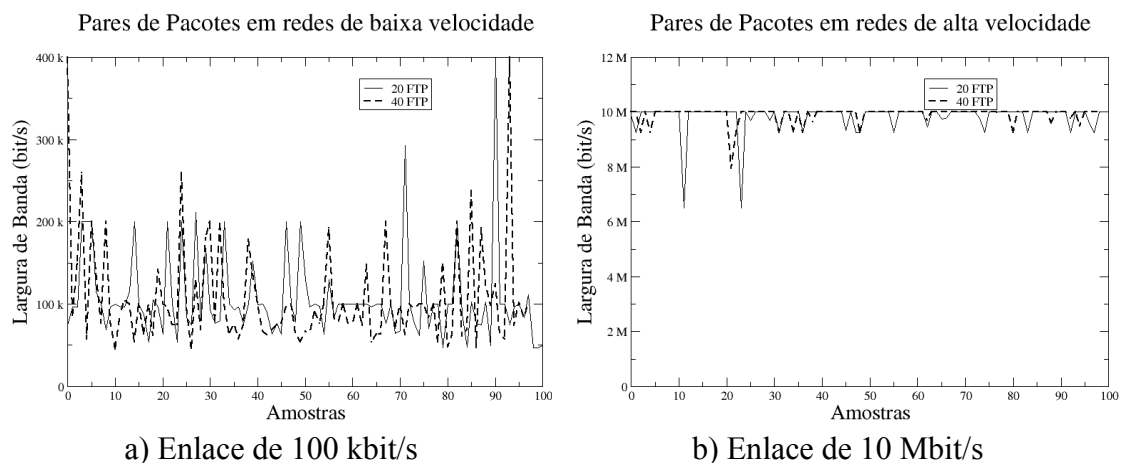 Pares de Pacotes em redes de baixa velocidade
400 k
300 k
200 k
100 k
0
Largura de Banda (bit/s)
20 FTP
40 FTP
0 10 20 30 40 50 60 70 80 90 100
Amostras
a) Enlace de 100 kbit/s
Pares de Pacotes em redes de alta velocidade
12 M
10 M
8 M
6 M
4 M
2 M
0
Largura de Banda (bit/s)
20 FTP
40 FTP
0 10 20 30 40 50 60 70 80 90 100
Amostras
b) Enlace de 10 Mbit/s